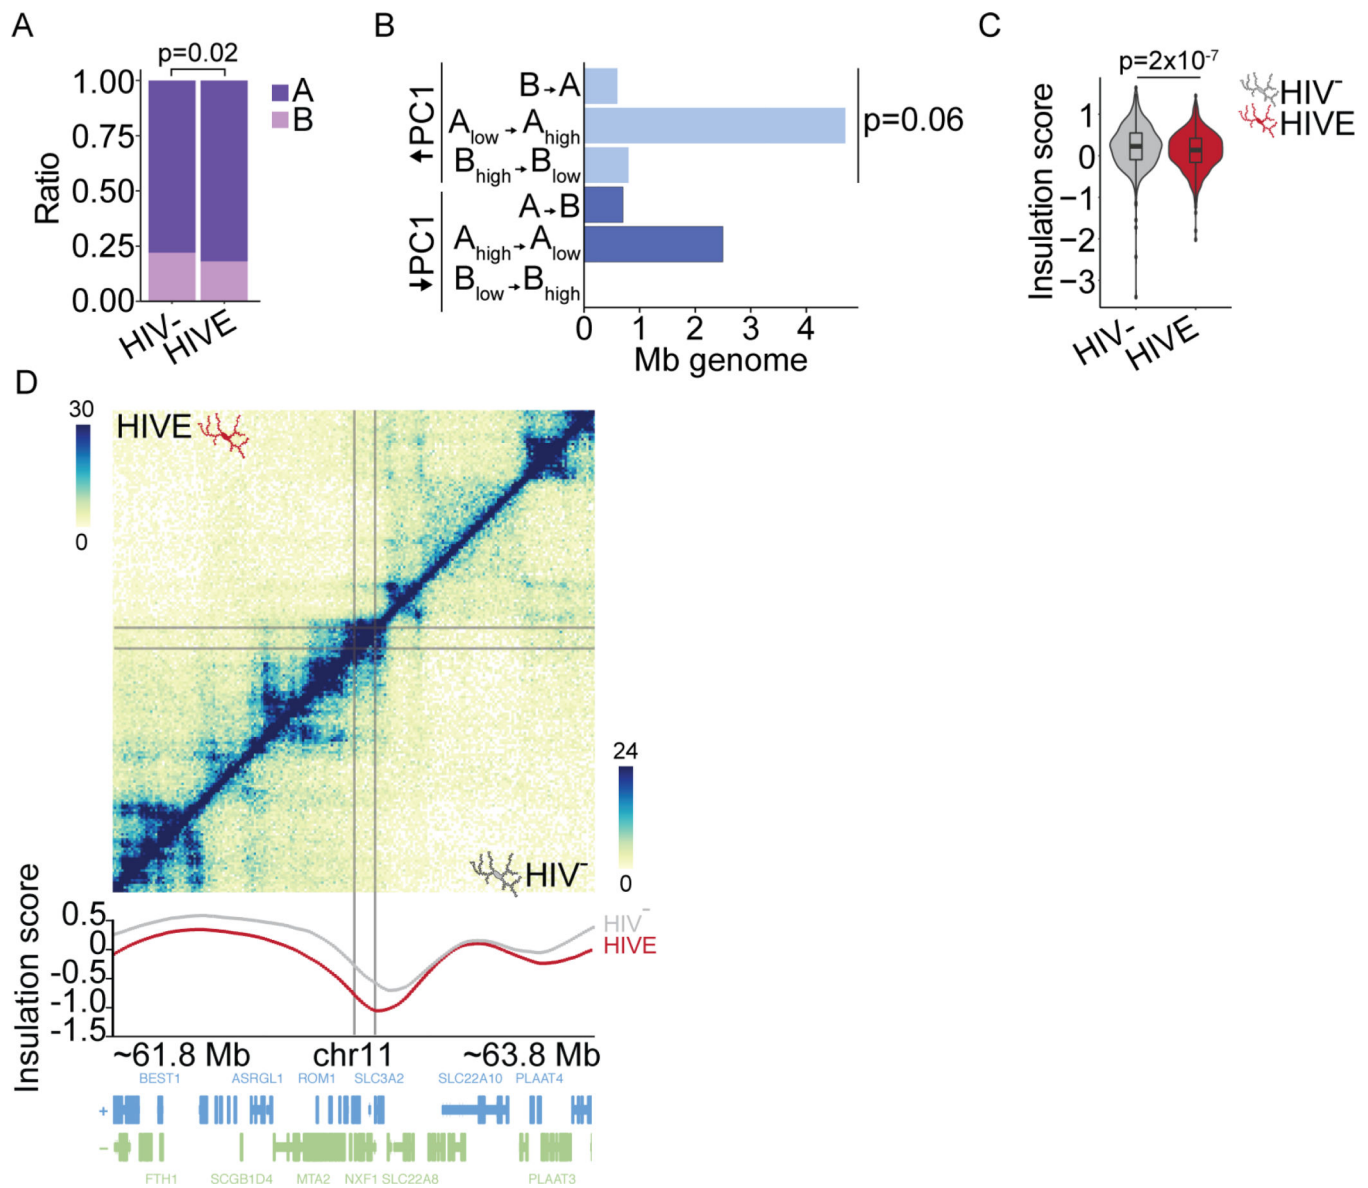 A
p=0.02
1.00
0.75
0.50
0.25
0.00
Ratio
HIV-
HIVE
A
B
B
↑PC1
B→A
Alow→Ahigh
Bhigh→Blow
↓PC1
A→B
Ahigh→Alow
Blow→Bhigh
p=0.06
0 1 2 3 4
Mb genome
C
p=2x10-7
Insulation score
1
0
−1
−2
−3
HIV-
HIVE
HIV-
HIVE
D
30
0
HIVE
24
0
HIV-
Insulation score
0.5
0
-0.5
-1.0
-1.5
HIV-
HIVE
~61.8 Mb chr11 ~63.8 Mb
BEST1 ASRGL1 ROM1 SLC3A2 SLC22A10 PLAAT4
+
−
FTH1 SCGB1D4 MTA2 NXF1 SLC22A8 PLAAT3